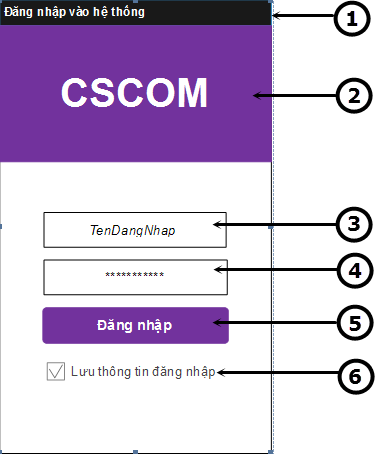 Đăng nhập vào hệ thống
1
CSCOM
2
TenDangNhap
3
***********
4
Đăng nhập
5
Lưu thông tin đăng nhập
6